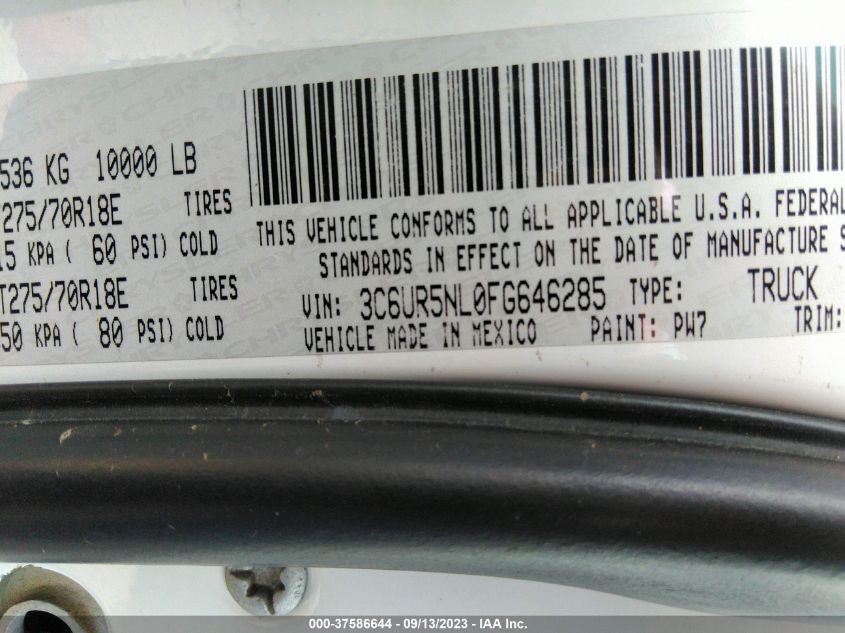 536 KG 10000 LB
275/70R18E TIRES
5 KPA ( 60 PSI) COLD
T275/70R18E TIRES
50 KPA ( 80 PSI) COLD
THIS VEHICLE CONFORMS TO ALL APPLICABLE U.S.A. FEDERAL
STANDARDS IN EFFECT ON THE DATE OF MANUFACTURE S
VIN: 3C6UR5NL0FG646285 TYPE: TRUCK
VEHICLE MADE IN MEXICO PAINT: PW7 TRIM:
000-37586644 - 09/13/2023 - IAA Inc.